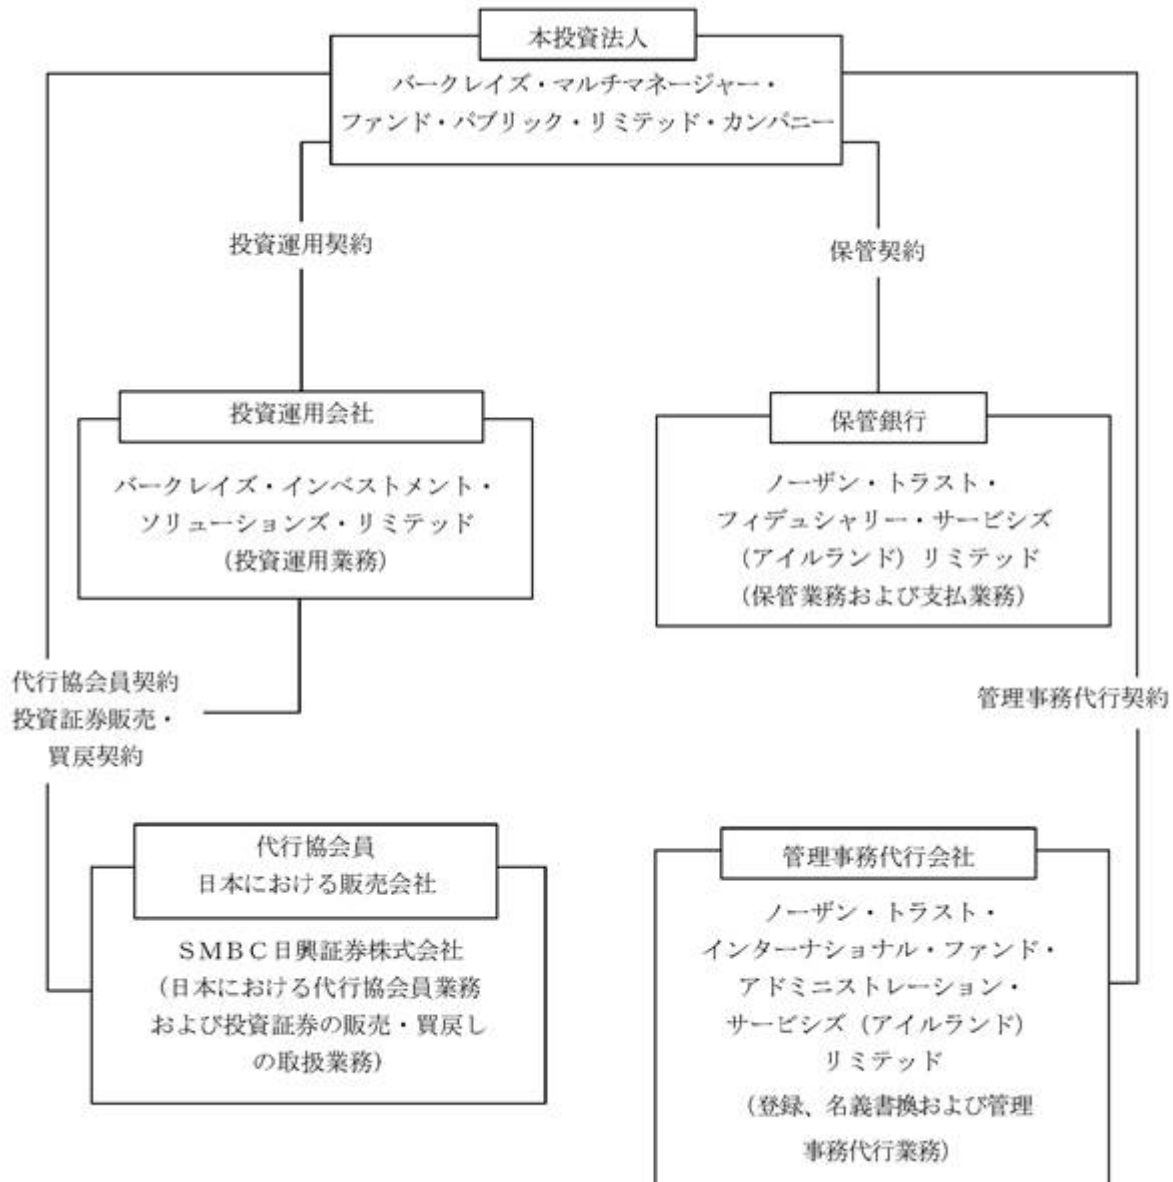 本投資法人
バークレイズ・マルチマネージャー・
ファンド・パブリック・リミテッド・カンパニー
投資運用契約
保管契約
投資運用会社
バークレイズ・インベストメント・
ソリューションズ・リミテッド
(投資運用業務)
保管銀行
ノーザン・トラスト・
フィデュシャリー・サービシズ
(アイルランド) リミテッド
(保管業務および支払業務)
代行協会員契約
投資証券販売・
買戻契約
管理事務代行契約
代行協会員
日本における販売会社
SMBC日興証券株式会社
(日本における代行協会員業務
および投資証券の販売・買戻し
の取扱業務)
管理事務代行会社
ノーザン・トラスト・
インターナショナル・ファンド・
アドミニストレーション・
サービシズ (アイルランド)
リミテッド
(登録、名義書換および管理
事務代行業務)